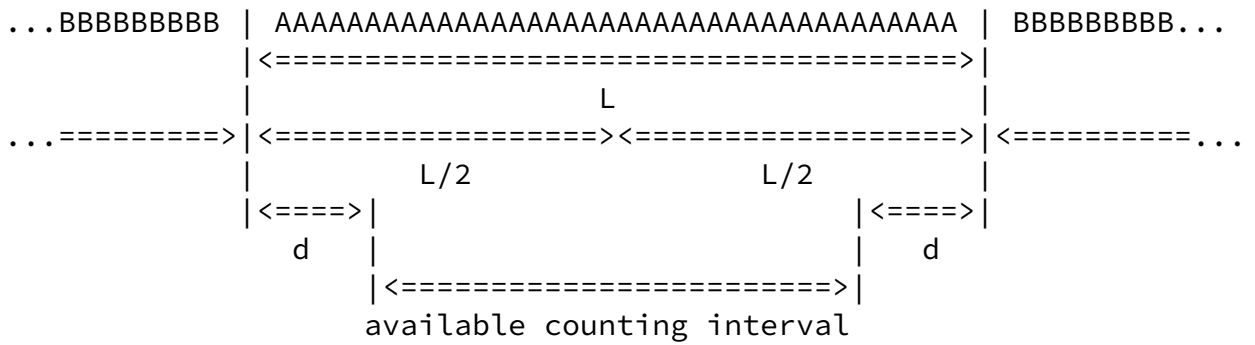 ...BBBBBBBBB | AAAAAAAAAAAAAAAAAAAAAAAAAAAAAAAAAAAAAA | BBBBBBBBB...
|<======================================>|
| L |
...=========>|<===================><===================>|<===========...
| L/2 L/2 |
|<====>| |<====>|
d | | d
|<=========================>|
available counting interval